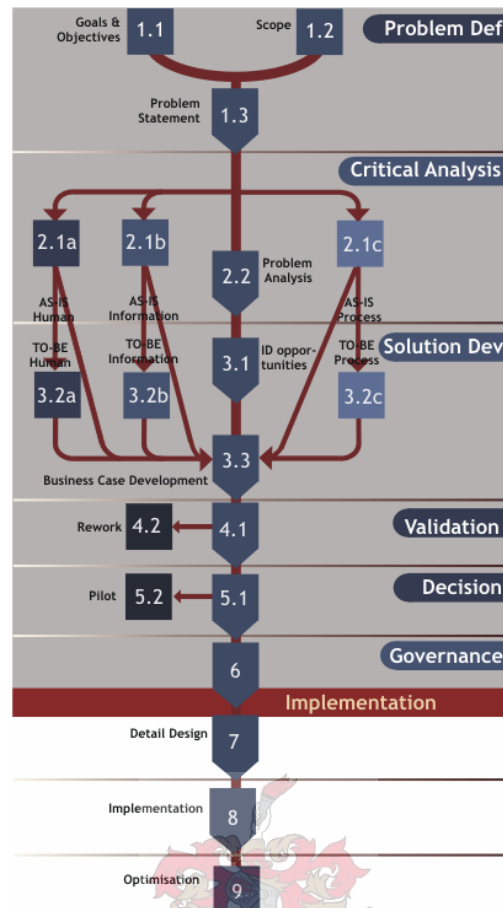 Goals &
Objectives
1.1
Scope
1.2
Problem Def
Problem
Statement
1.3
Critical Analysis
2.1a
2.1b
2.1c
2.2
Problem
Analysis
AS-IS
Human
AS-IS
Information
AS-IS
Process
Solution Dev
TO-BE
Human
TO-BE
Information
3.1
ID oppor-
tunities
TO-BE
Process
3.2a
3.2b
3.2c
3.3
Business Case Development
Rework
4.2
4.1
Validation
Pilot
5.2
5.1
Decision
6
Governance
Implementation
Detail Design
7
Implementation
8
Optimisation
9